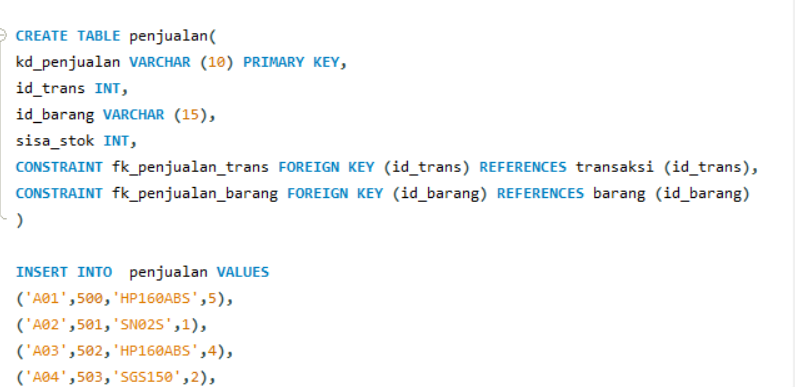 CREATE TABLE penjualan(
kd_penjualan VARCHAR (10) PRIMARY KEY,
id_trans INT,
id_barang VARCHAR (15),
sisa_stok INT,
CONSTRAINT fk_penjualan_trans FOREIGN KEY (id_trans) REFERENCES transaksi (id_trans),
CONSTRAINT fk_penjualan_barang FOREIGN KEY (id_barang) REFERENCES barang (id_barang)
)
INSERT INTO  penjualan VALUES
('A01',500,'HP160ABS',5),
('A02',501,'SN02S',1),
('A03',502,'HP160ABS',4),
('A04',503,'SGS150',2),